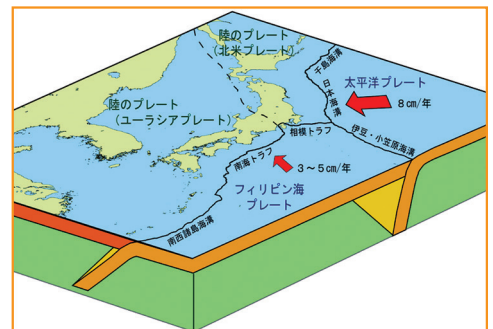 陸のプレート
(北米プレート)
千島海溝
太平洋プレート
日本海溝
8㎝/年
陸のプレート
(ユーラシアプレート)
相模トラフ
伊豆・小笠原海溝
南海トラフ
3～5㎝/年
フィリピン海
プレート
南西諸島海溝